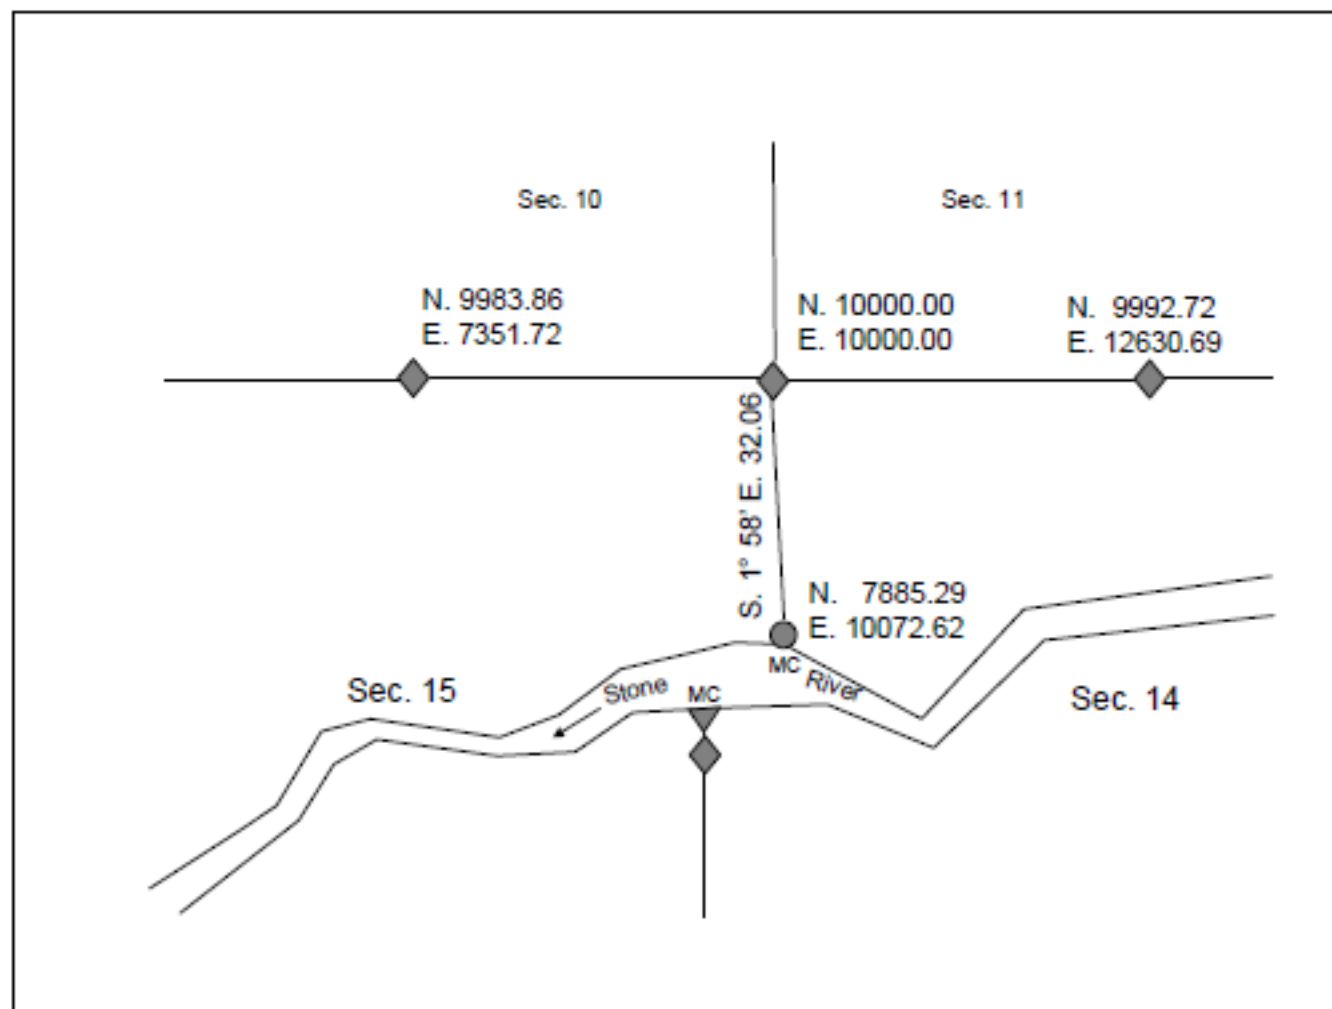 Sec. 10
Sec. 11
N. 9983.86
E. 7351.72
N. 10000.00
E. 10000.00
N. 9992.72
E. 12630.69
S. 1° 58' E. 32.06
N. 7885.29
E. 10072.62
MC
River
Stone
MC
Sec. 15
Sec. 14